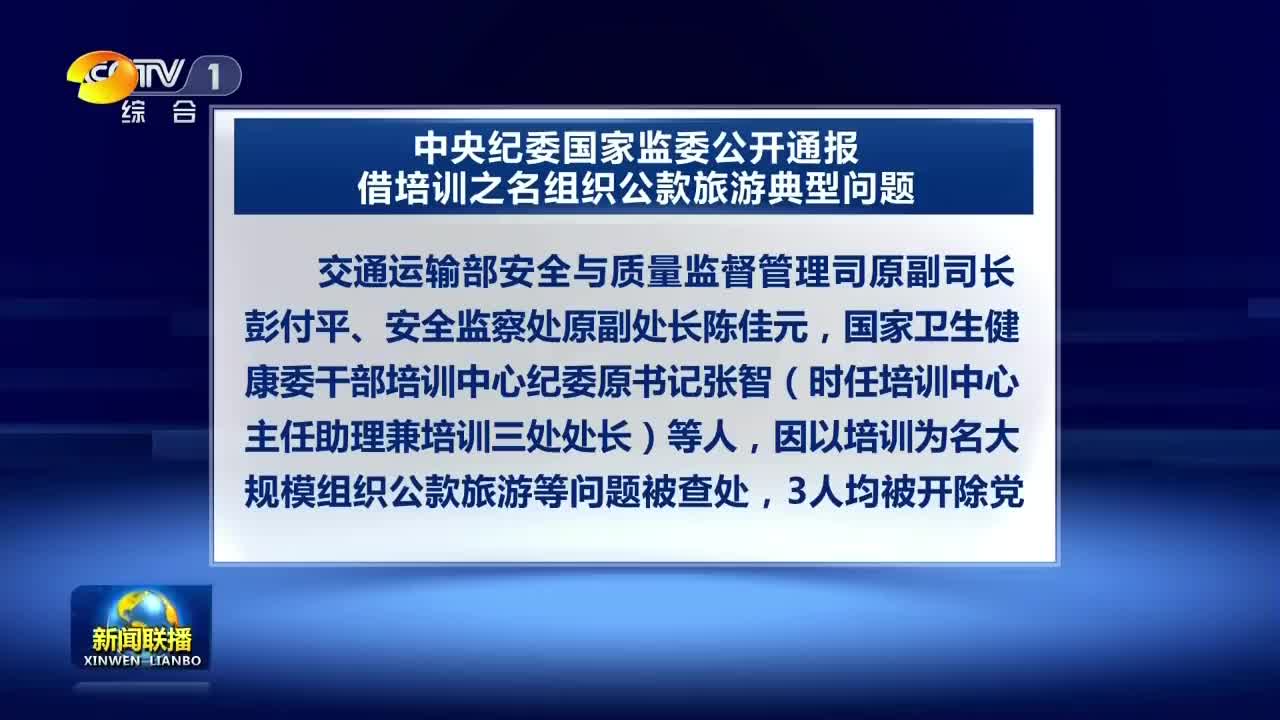 CCTV 1
综合
中央纪委国家监委公开通报
借培训之名组织公款旅游典型问题
交通运输部安全与质量监督管理司原副司长
彭付平、安全监察处原副处长陈佳元，国家卫生健
康委干部培训中心纪委原书记张智（时任培训中心
主任助理兼培训三处处长）等人，因以培训为名大
规模组织公款旅游等问题被查处，3人均被开除党
新闻联播
XINWEN LIANBO